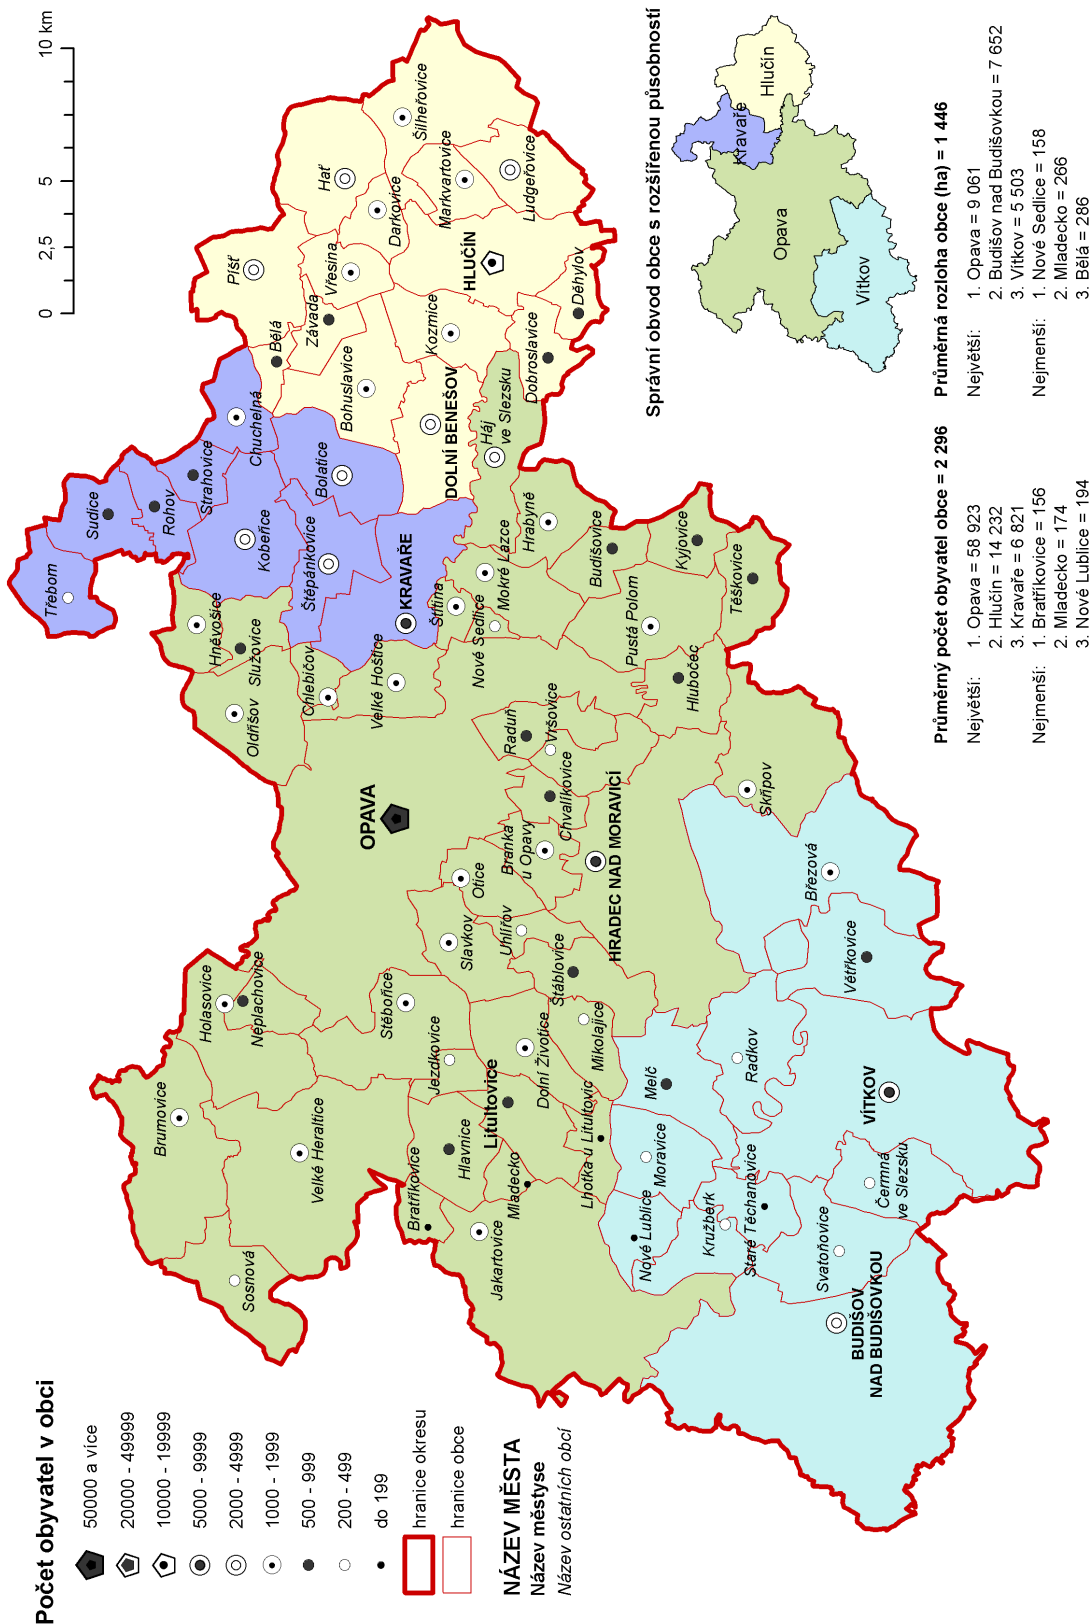 Počet obyvatel v obci
50000 a více
20000 - 49999
10000 - 19999
5000 - 9999
2000 - 4999
1000 - 1999
500 - 999
200 - 499
do 199
hranice okresu
hranice obce
NÁZEV MĚSTA
Název městyse
Název ostatních obcí
0
2,5
5
10 km
Třebom
Sudice
Rohov
Strahovice
Chuchelná
Kobeřice
Bolatice
Štěpánkovice
KRAVAŘE
Hněvošice
Služovice
Oldřišov
Chlebičov
Velké Hoštice
Štítina
Nové Sedlice
Mokré Lazce
Píšť
Hať
Bělá
Závada
Vřesina
Darkovice
Šilheřovice
Markvartovice
Ludgeřovice
Bohuslavice
Kozmice
HLUČÍN
DOLNÍ BENEŠOV
Dobroslavice
Děhylov
Háj
ve Slezsku
Hrabyně
Budišovice
Kyjovice
Těškovice
Pustá Polom
Hlubočec
OPAVA
Raduň
Vršovice
Chvalíkovice
Branka
u Opavy
HRADEC NAD MORAVICÍ
Skřipov
Otice
Slavkov
Uhlířov
Štáblovice
Holasovice
Neplachovice
Brumovice
Velké Heraltice
Sosnová
Stěbořice
Jezdkovice
Dolní Životice
Mikolajice
Litultovice
Hlavnice
Bratříkovice
Mladecko
Lhotka u Litultovic
Jakartovice
Melč
Moravice
Nové Lublice
Kružberk
Staré Těchanovice
Radkov
Březová
Větřkovice
VÍTKOV
Čermná
ve Slezsku
Svatoňovice
BUDIŠOV
NAD BUDIŠOVKOU
Správní obvod obce s rozšířenou působností
Kravaře
Hlučín
Opava
Vítkov
Průměrný počet obyvatel obce = 2 296
Největší: 1. Opava = 58 923
2. Hlučín = 14 232
3. Kravaře = 6 821
Nejmenší: 1. Bratříkovice = 156
2. Mladecko = 174
3. Nové Lublice = 194
Průměrná rozloha obce (ha) = 1 446
Největší: 1. Opava = 9 061
2. Budišov nad Budišovkou = 7 652
3. Vítkov = 5 503
Nejmenší: 1. Nové Sedlice = 158
2. Mladecko = 266
3. Bělá = 286